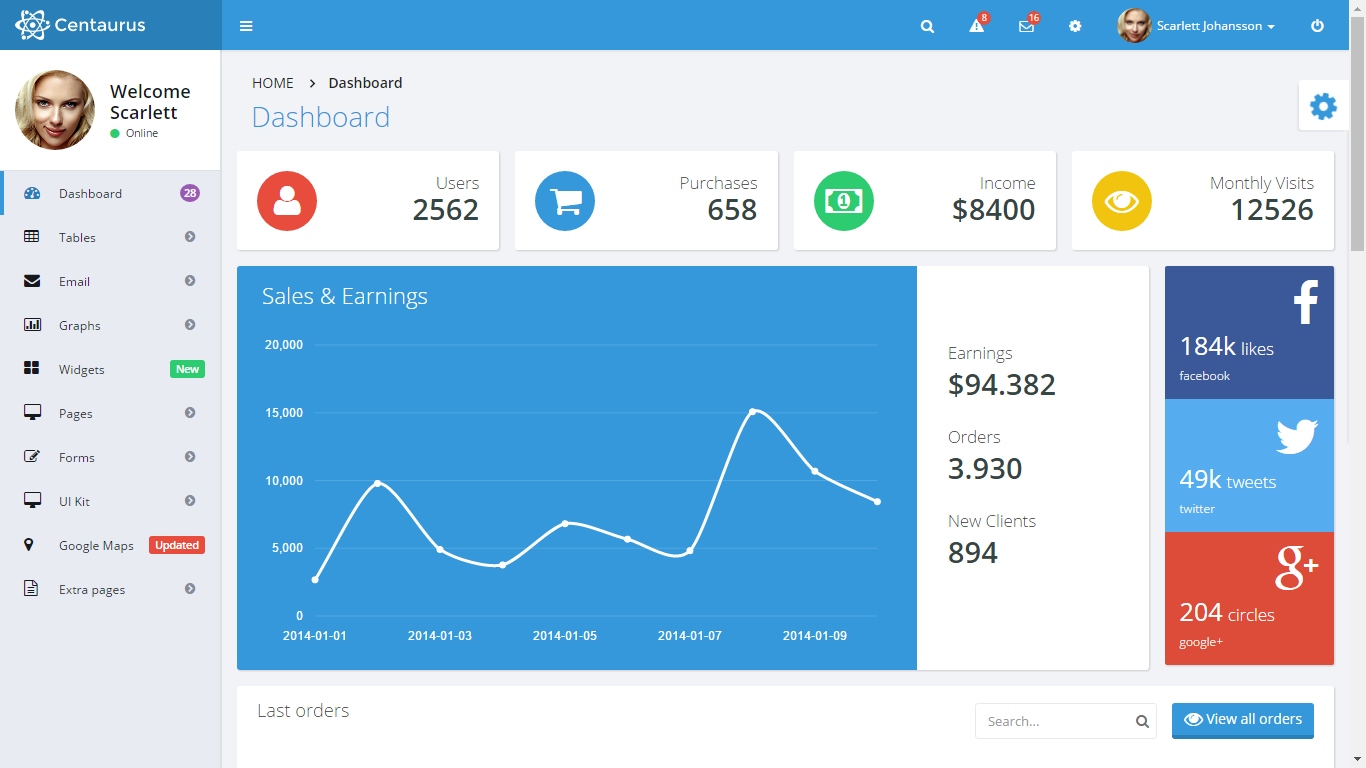 Centaurus
8
16
Scarlett Johansson
Welcome
Scarlett
Online
Dashboard 28
Tables
Email
Graphs
Widgets New
Pages
Forms
UI Kit
Google Maps Updated
Extra pages
HOME > Dashboard
Dashboard
Users
2562
Purchases
658
Income
$8400
1
Monthly Visits
12526
Sales & Earnings
20,000
15,000
10,000
5,000
0
2014-01-01 2014-01-03 2014-01-05 2014-01-07 2014-01-09
Earnings
$94.382
Orders
3.930
New Clients
894
f
184k likes
facebook
49k tweets
twitter
g+
204 circles
google+
Last orders
Search...
View all orders